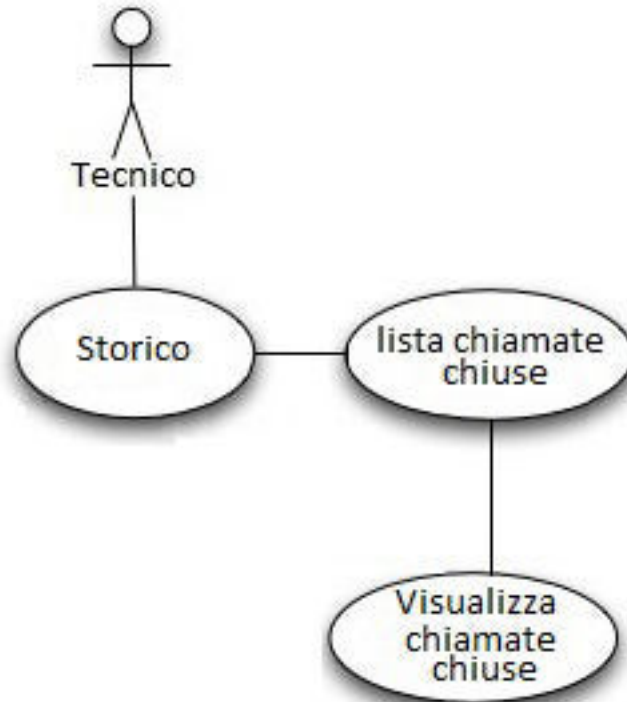 Tecnico
Storico
lista chiamate
chiuse
Visualizza
chiamate
chiuse